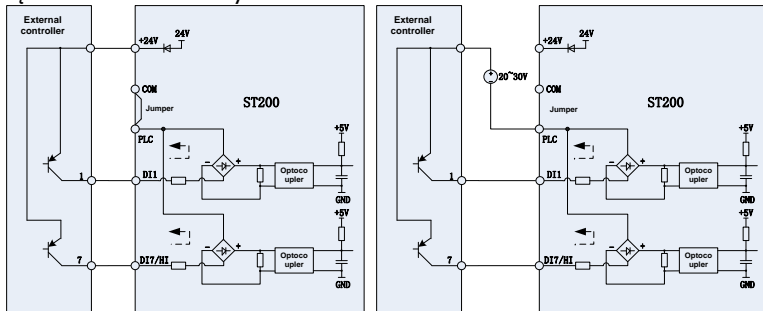 External
controller
+24V
24V
COM
Jumper
ST200
PLC
+5V
1
DI1
Optoco
upler
GND
+5V
7
DI7/HI
Optoco
upler
GND
External
controller
+24V
24V
20~30V
COM
Jumper
ST200
PLC
+5V
1
DI1
Optoco
upler
GND
+5V
7
DI7/HI
Optoco
upler
GND